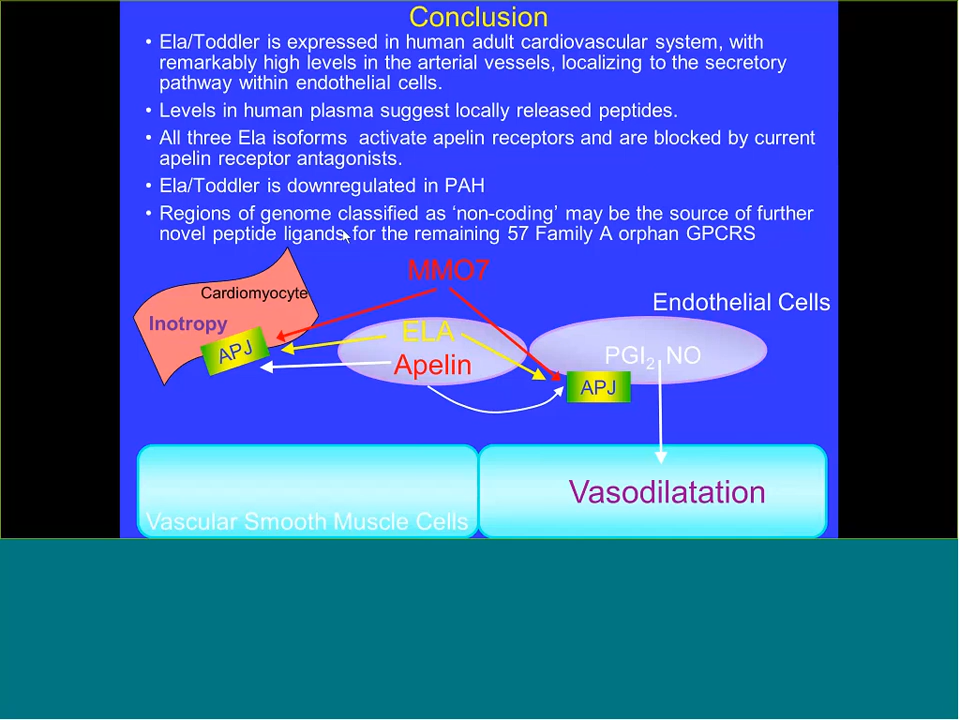 Conclusion
• Ela/Toddler is expressed in human adult cardiovascular system, with
remarkably high levels in the arterial vessels, localizing to the secretory
pathway within endothelial cells.
• Levels in human plasma suggest locally released peptides.
• All three Ela isoforms activate apelin receptors and are blocked by current
apelin receptor antagonists.
• Ela/Toddler is downregulated in PAH
• Regions of genome classified as ‘non-coding’ may be the source of further
novel peptide ligands for the remaining 57 Family A orphan GPCRS
MMO7
Cardiomyocyte
Endothelial Cells
Inotropy
ELA
APJ
PGI2 NO
Apelin
APJ
Vasodilatation
Vascular Smooth Muscle Cells